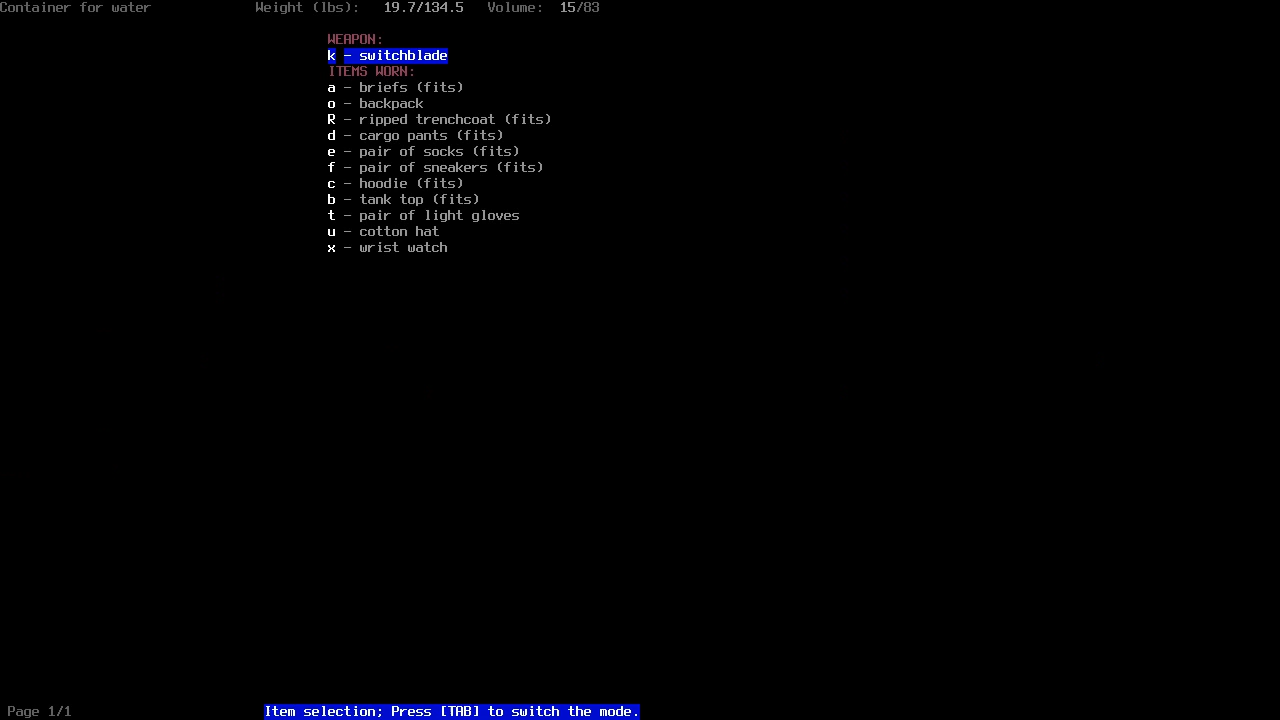 Container for water Weight (lbs): 19.7/134.5 Volume: 15/83
WEAPON:
k - switchblade
ITEMS WORN:
a - briefs (fits)
o - backpack
R - ripped trenchcoat (fits)
d - cargo pants (fits)
e - pair of socks (fits)
f - pair of sneakers (fits)
c - hoodie (fits)
b - tank top (fits)
t - pair of light gloves
u - cotton hat
x - wrist watch
Page 1/1 Item selection; Press [TAB] to switch the mode.